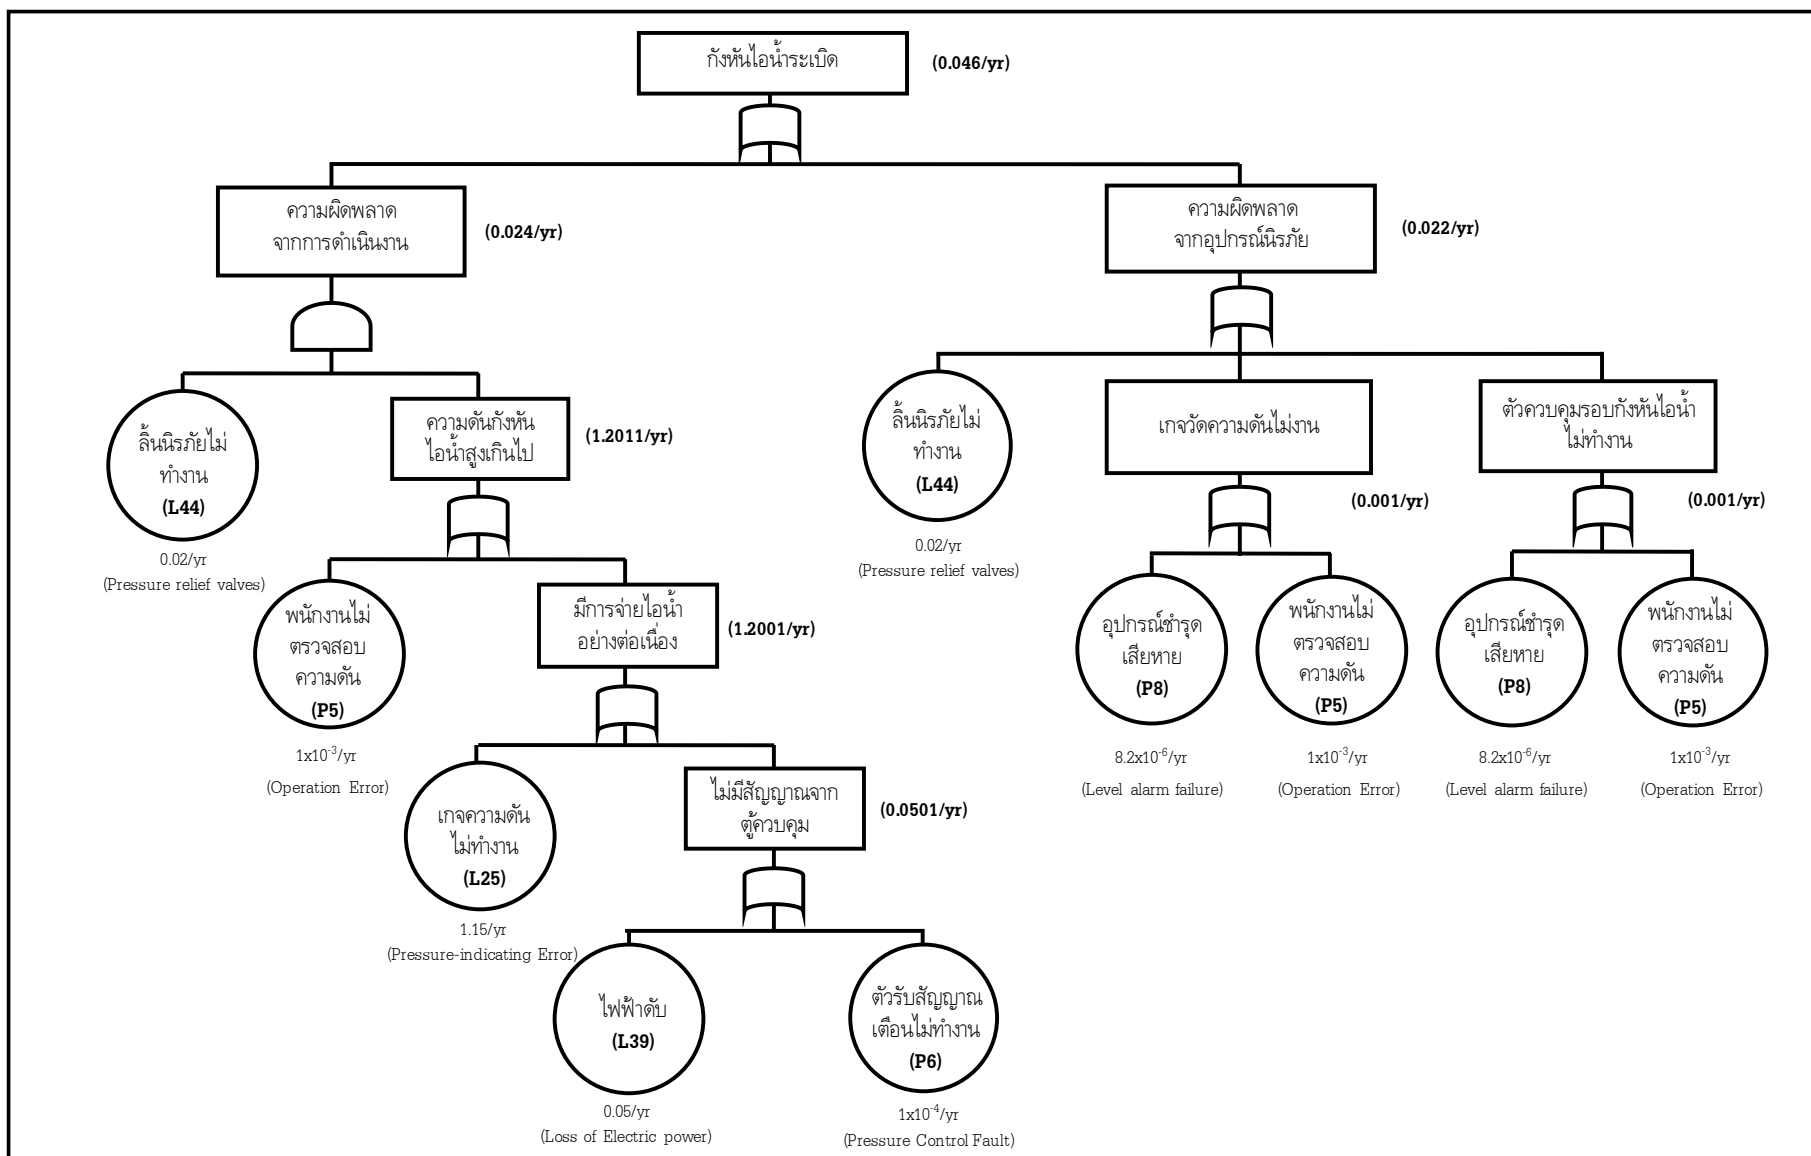 กังหันไอน้ำระเบิด
(0.046/yr)
ความผิดพลาด
จากการดำเนินงาน
(0.024/yr)
ความผิดพลาด
จากอุปกรณ์นิรภัย
(0.022/yr)
ลิ้นนิรภัยไม่
ทำงาน
(L44)
0.02/yr
(Pressure relief valves)
ความดันกังหัน
ไอน้ำสูงเกินไป
(1.2011/yr)
ลิ้นนิรภัยไม่
ทำงาน
(L44)
0.02/yr
(Pressure relief valves)
เกจวัดความดันไม่งาน
(0.001/yr)
ตัวควบคุมรอบกังหันไอน้ำ
ไม่ทำงาน
(0.001/yr)
พนักงานไม่
ตรวจสอบ
ความดัน
(P5)
1x10⁻³/yr
(Operation Error)
มีการจ่ายไอน้ำ
อย่างต่อเนื่อง
(1.2001/yr)
อุปกรณ์ชำรุด
เสียหาย
(P8)
8.2x10⁻⁶/yr
(Level alarm failure)
พนักงานไม่
ตรวจสอบ
ความดัน
(P5)
1x10⁻³/yr
(Operation Error)
อุปกรณ์ชำรุด
เสียหาย
(P8)
8.2x10⁻⁶/yr
(Level alarm failure)
พนักงานไม่
ตรวจสอบ
ความดัน
(P5)
1x10⁻³/yr
(Operation Error)
เกจความดัน
ไม่ทำงาน
(L25)
1.15/yr
(Pressure-indicating Error)
ไม่มีสัญญาณจาก
ตู้ควบคุม
(0.0501/yr)
ไฟฟ้าดับ
(L39)
0.05/yr
(Loss of Electric power)
ตัวรับสัญญาณ
เตือนไม่ทำงาน
(P6)
1x10⁻⁴/yr
(Pressure Control Fault)